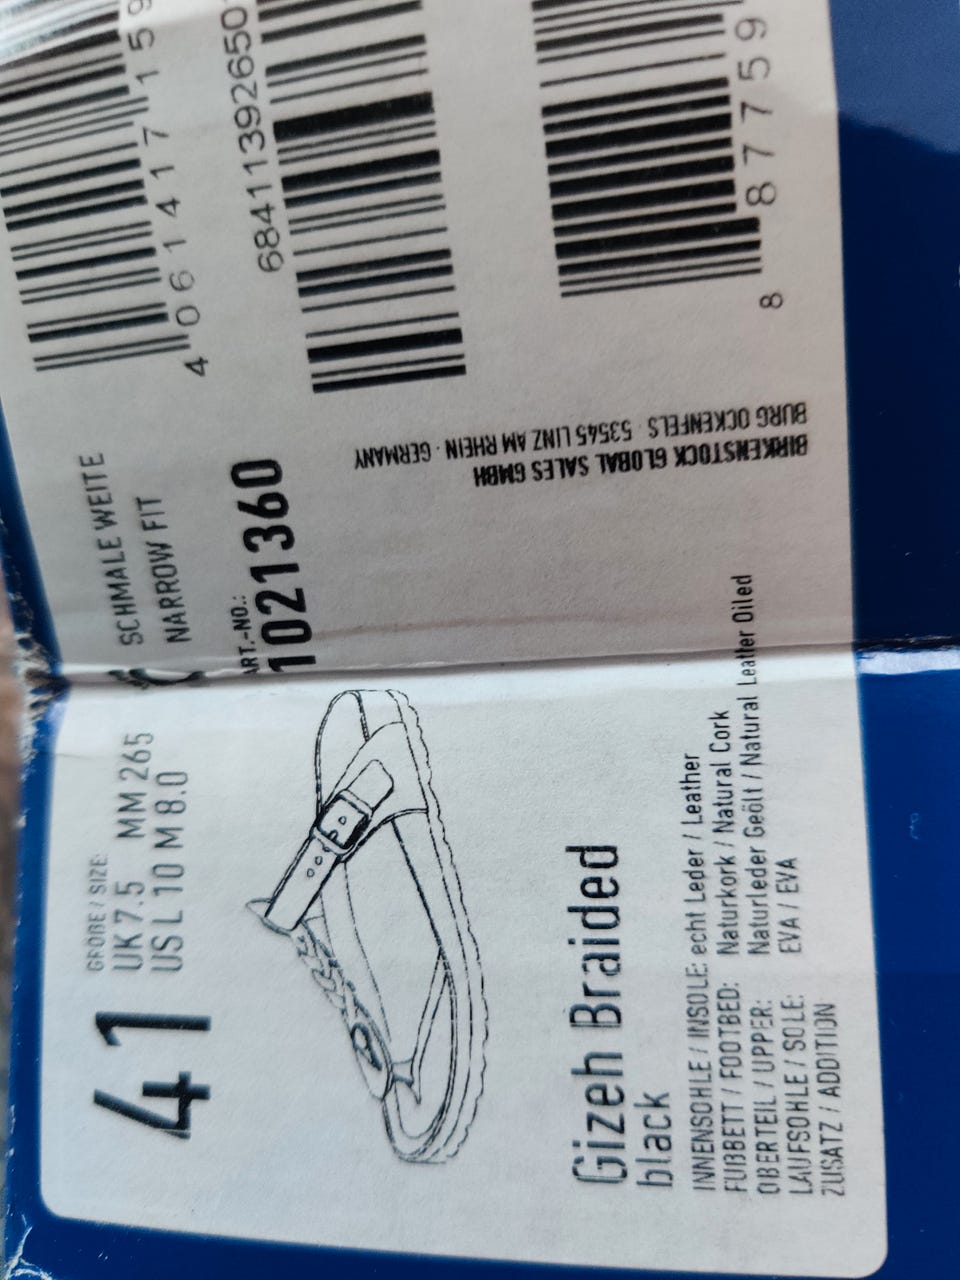 41
GRÖßE / SIZE:
UK 7.5 MM 265
US L 10 M 8.0
SCHMALE WEITE
NARROW FIT
ART.-NO.:
1021360
Gizeh Braided
black
INNENSOHLE / INSOLE: echt Leder / Leather
FUßBETT / FOOTBED: Naturkork / Natural Cork
OBERTEIL / UPPER: Naturleder Geölt / Natural Leather Oiled
LAUFSOHLE / SOLE: EVA / EVA
ZUSATZ / ADDITION
BIRKENSTOCK GLOBAL SALES GMBH
BURG OCKENFELS · 53545 LINZ AM RHEIN · GERMANY
4 061417 159
684113926501
8 87759